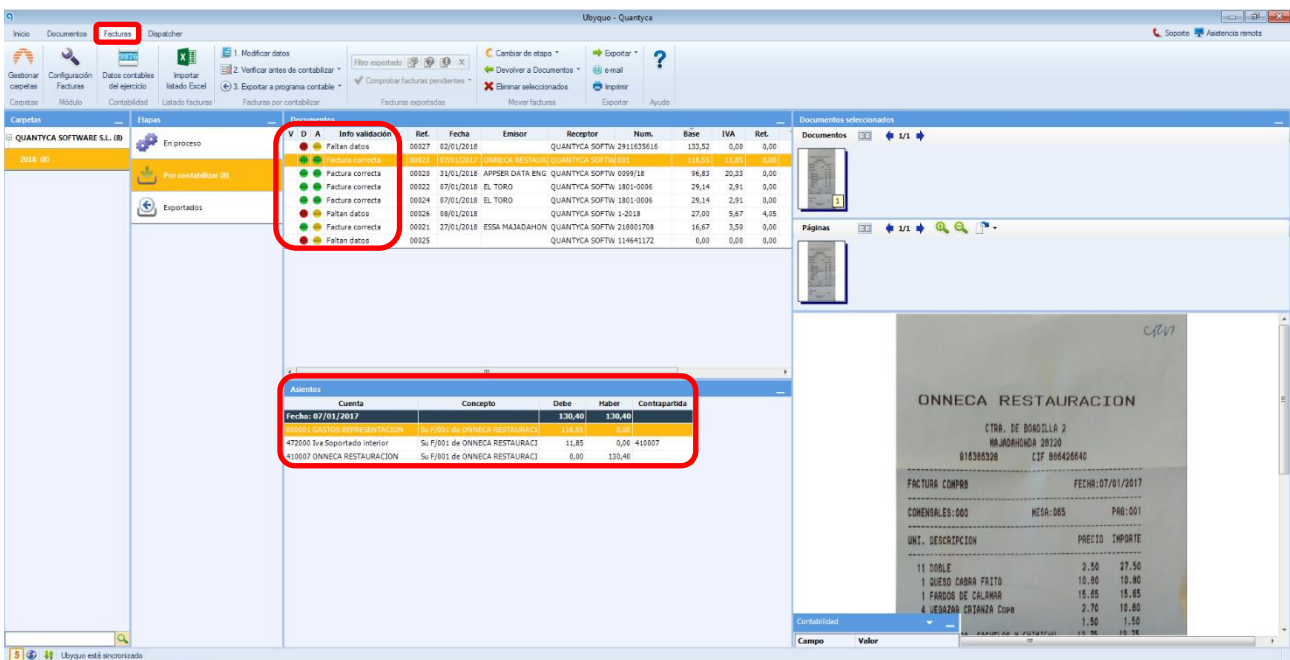 Ubyquo - Quantyca
Inicio Documentos Facturas Dispatcher Soporte Asistencia remota
Gestionar carpetas
Configuración Facturas
Datos contables del ejercicio
Importar listado Excel
1. Modificar datos
2. Verificar antes de contabilizar
3. Exportar a programa contable
Filtro exportado
Comprobar facturas pendientes
Cambiar de etapa
Devolver a Documentos
Eliminar seleccionados
Exportar
e-mail
Imprimir
Carpetas Módulo Contabilidad Listado facturas Facturas por contabilizar Facturas exportadas Mover facturas Exportar Ayuda
Carpetas Etapas Documentos Documentos seleccionados
QUANTYCA SOFTWARE S.L. (8)
2018 (8)
En proceso
Por contabilizar (8)
Exportados
V D A Info validación Ref. Fecha Emisor Receptor Num. Base IVA Ret.
Faltan datos 00027 02/01/2018 QUANTYCA SOFTW 2911635616 133,52 0,00 0,00
Factura correcta 00023 07/01/2017 ONNECA RESTAUR QUANTYCA SOFTW 001 118,55 11,85 0,00
Factura correcta 00020 31/01/2018 APPSER DATA ENG QUANTYCA SOFTW 0099/18 96,83 20,33 0,00
Factura correcta 00022 07/01/2018 EL TORO QUANTYCA SOFTW 1801-0006 29,14 2,91 0,00
Factura correcta 00024 07/01/2018 EL TORO QUANTYCA SOFTW 1801-0006 29,14 2,91 0,00
Faltan datos 00026 08/01/2018 QUANTYCA SOFTW 1-2018 27,00 5,67 4,05
Factura correcta 00021 27/01/2018 ESSA MAJADAHON QUANTYCA SOFTW 218001708 16,67 3,50 0,00
Faltan datos 00025 QUANTYCA SOFTW 114641172 0,00 0,00 0,00
Documentos 1/1
1
Páginas 1/1
Asientos
Cuenta Concepto Debe Haber Contrapartida
Fecha: 07/01/2017 130,40 130,40
GASTOS REPRESENTACION Su F/001 de ONNECA RESTAURACI 118,55 0,00
472000 Iva Soportado interior Su F/001 de ONNECA RESTAURACI 11,85 0,00 410007
410007 ONNECA RESTAURACION Su F/001 de ONNECA RESTAURACI 0,00 130,40
ONNECA RESTAURACION
CTRA. DE BOADILLA 2
MAJADAHONDA 28220
916386328 CIF B86426640
FACTURA COMPRB FECHA:07/01/2017
COMENSALES:000 MESA:065 PAG:001
UNI. DESCRIPCION PRECIO IMPORTE
11 DOBLE 2.50 27.50
1 QUESO CABRA FRITO 10.80 10.80
1 FARDOS DE CALAMAR 15.65 15.65
4 VEGAZAR CRIANZA Copa 2.70 10.80
1.50 1.50
12.75 12.75
Contabilidad
Campo Valor
5 Ubyquo está sincronizado